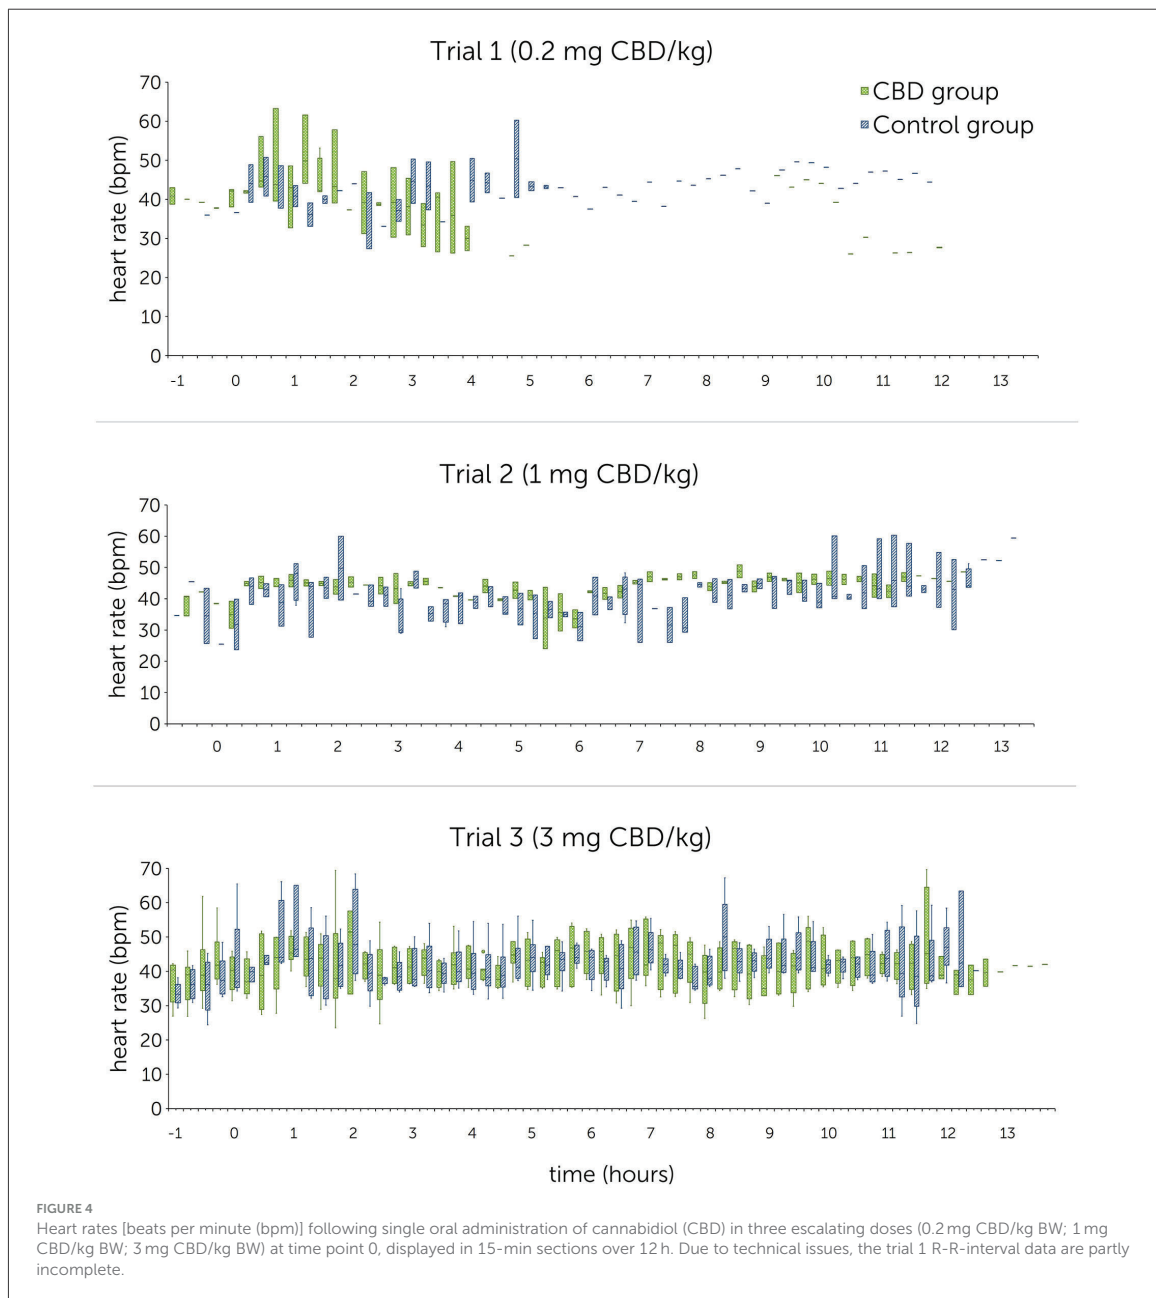 Trial 1 (0.2 mg CBD/kg)
CBD group
Control group
heart rate (bpm)
70
60
50
40
30
20
10
0
-1 0 1 2 3 4 5 6 7 8 9 10 11 12 13
Trial 2 (1 mg CBD/kg)
heart rate (bpm)
70
60
50
40
30
20
10
0
0 1 2 3 4 5 6 7 8 9 10 11 12 13
Trial 3 (3 mg CBD/kg)
heart rate (bpm)
70
60
50
40
30
20
10
0
-1 0 1 2 3 4 5 6 7 8 9 10 11 12 13
time (hours)
FIGURE 4
Heart rates [beats per minute (bpm)] following single oral administration of cannabidiol (CBD) in three escalating doses (0.2 mg CBD/kg BW; 1 mg
CBD/kg BW; 3 mg CBD/kg BW) at time point 0, displayed in 15-min sections over 12 h. Due to technical issues, the trial 1 R-R-interval data are partly
incomplete.